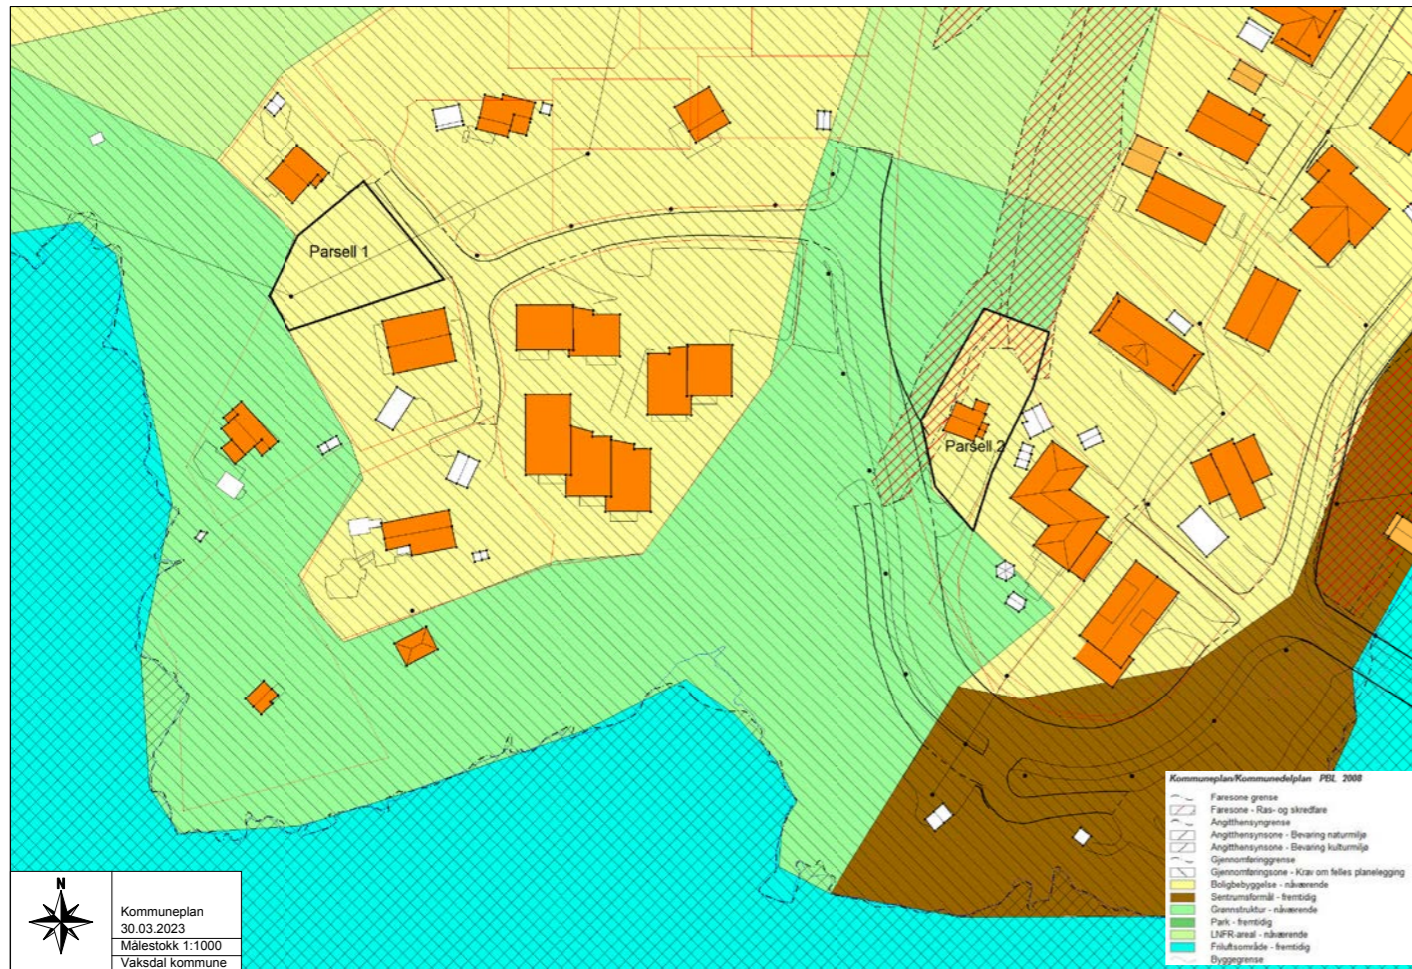 Parsell 1
Parsell 2
N
Kommuneplan
30.03.2023
Målestokk 1:1000
Vaksdal kommune
Kommuneplan/Kommunedelplan PBL 2008
Faresone grense
Faresone - Ras- og skredfare
Angitthensyngrense
Angitthensynsone - Bevaring naturmiljø
Angitthensynsone - Bevaring kulturmiljø
Gjennomføringgrense
Gjennomføringsone - Krav om felles planelegging
Boligbebyggelse - nåværende
Sentrumsformål - fremtidig
Grønnstruktur - nåværende
Park - fremtidig
LNFR-areal - nåværende
Friluftsområde - fremtidig
Byggegrense